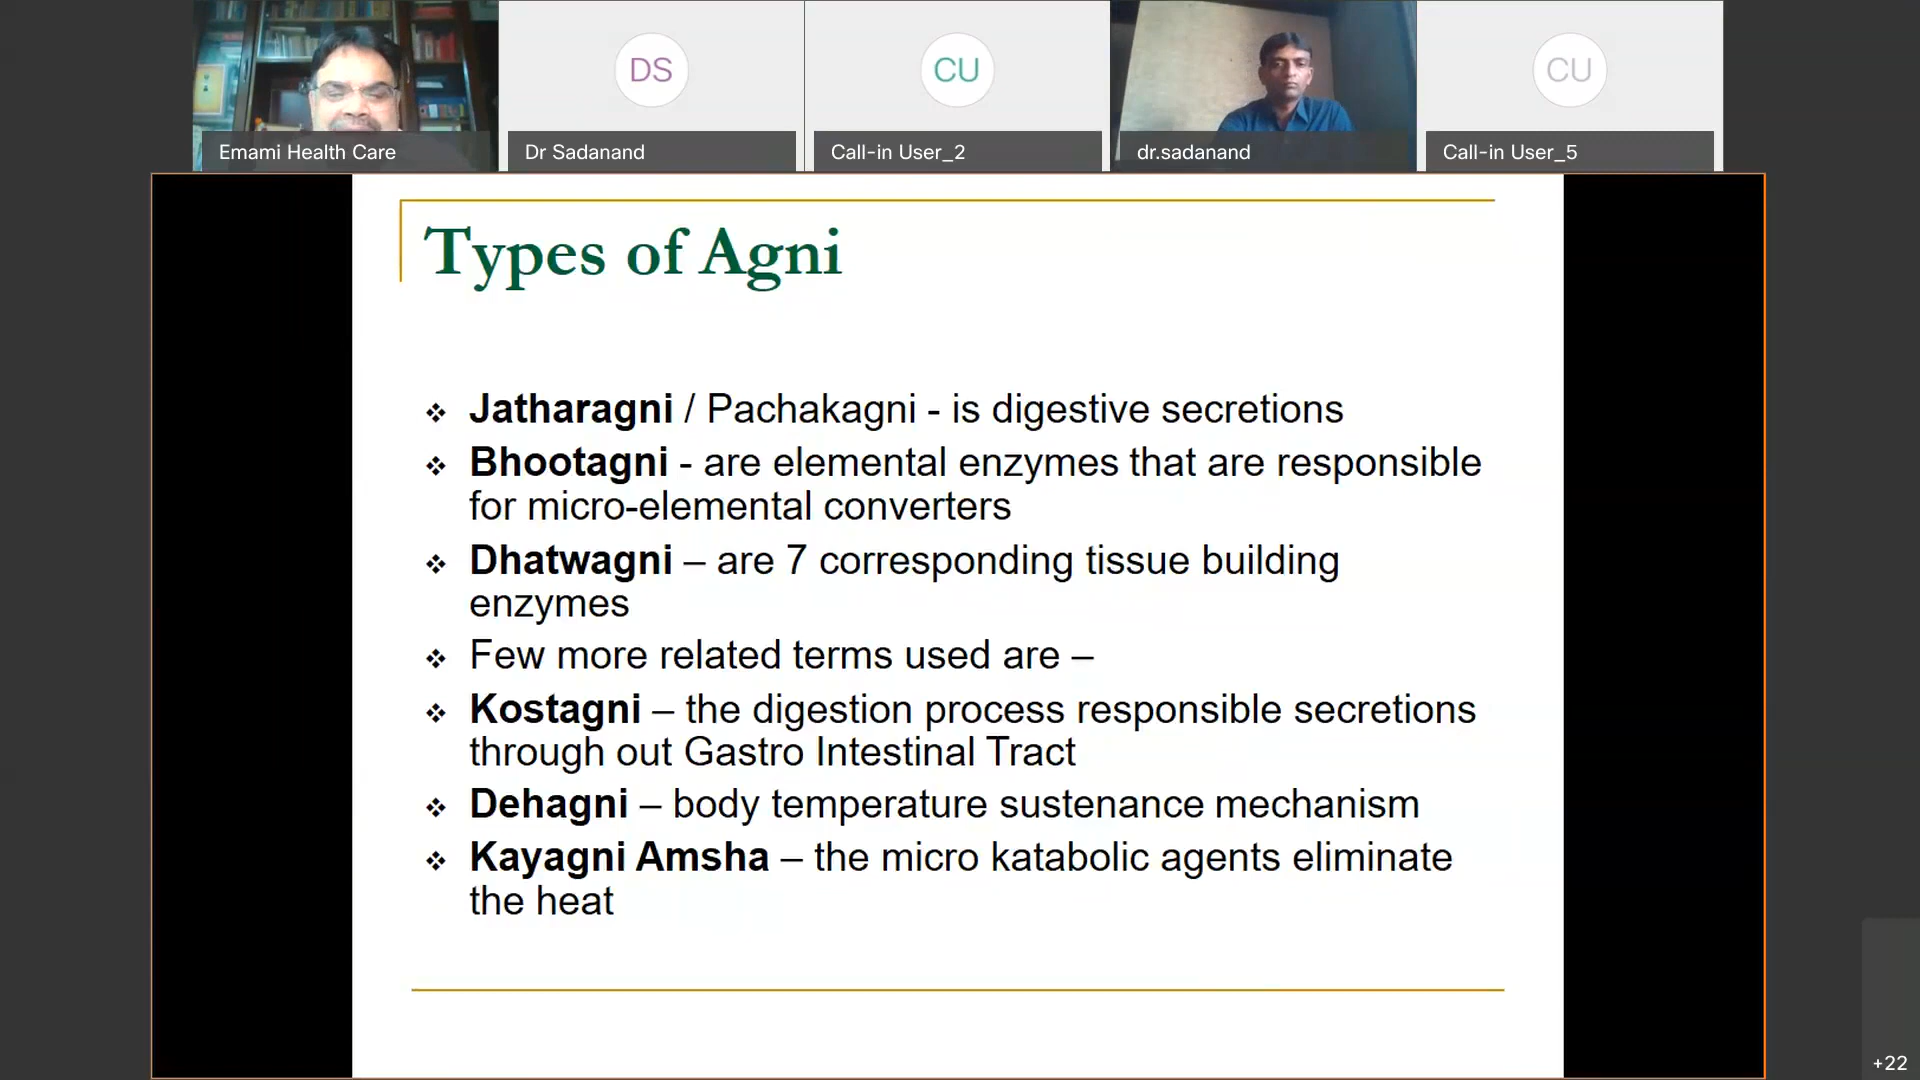 Emami Health Care
DS
Dr Sadanand
CU
Call-in User_2
dr.sadanand
CU
Call-in User_5
Types of Agni
❖ Jatharagni / Pachakagni - is digestive secretions
❖ Bhootagni - are elemental enzymes that are responsible
for micro-elemental converters
❖ Dhatwagni – are 7 corresponding tissue building
enzymes
❖ Few more related terms used are –
❖ Kostagni – the digestion process responsible secretions
through out Gastro Intestinal Tract
❖ Dehagni – body temperature sustenance mechanism
❖ Kayagni Amsha – the micro katabolic agents eliminate
the heat
+22